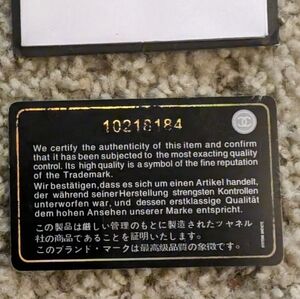 10218184
We certify the authenticity of this item and confirm
that it has been subjected to the most exacting quality
control. Its high quality is a symbol of the fine reputation
of the Trademark.
Wir bestätigen, dass es sich um einen Artikel handelt,
der während seiner Herstellung strengsten Kontrollen
unterworfen war, und dessen erstklassige Qualität
dem hohen Ansehen unserer Marke entspricht.
この製品は厳しい管理のもとに製造されたシャネル
社の商品であることを証明いたします。
このブランド・マークは最高級品質の象徴です。